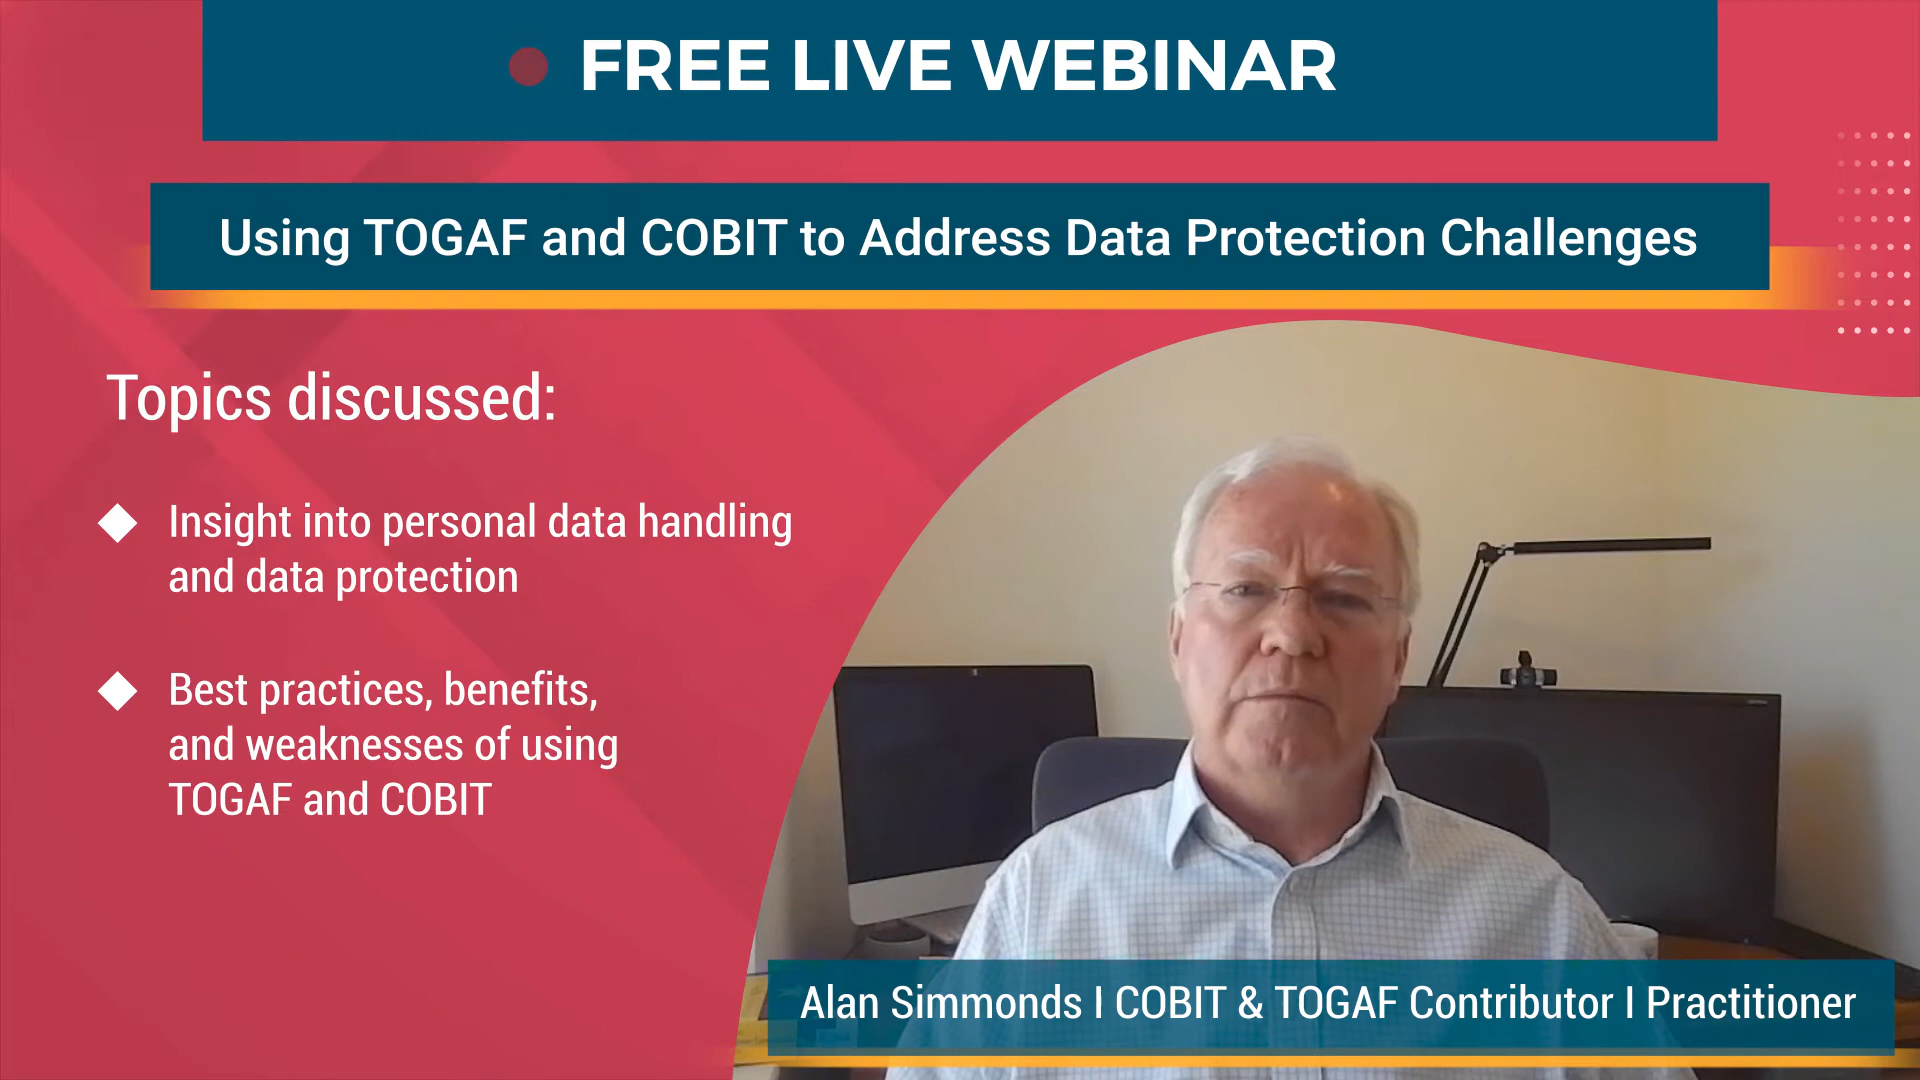 FREE LIVE WEBINAR
Using TOGAF and COBIT to Address Data Protection Challenges
Topics discussed:
Insight into personal data handling
and data protection
Best practices, benefits,
and weaknesses of using
TOGAF and COBIT
Alan Simmonds I COBIT & TOGAF Contributor I Practitioner